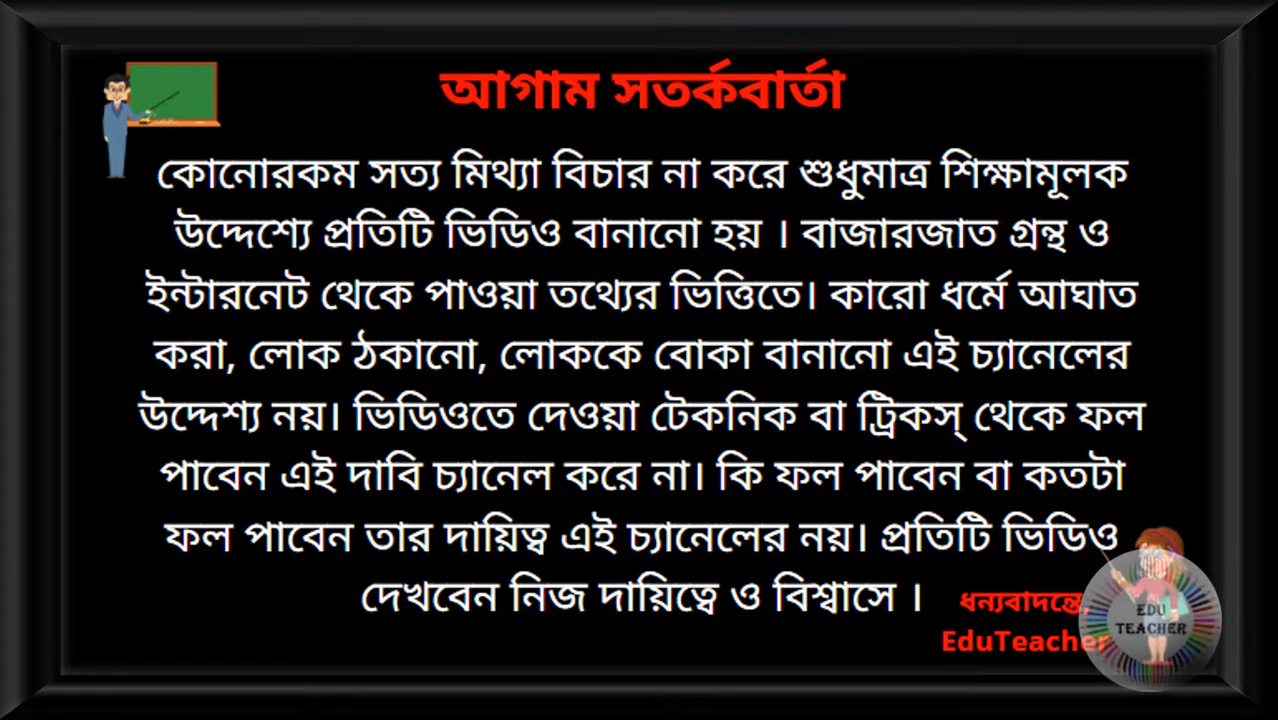 আগাম সতর্কবার্তা
কোনোরকম সত্য মিথ্যা বিচার না করে শুধুমাত্র শিক্ষামূলক
উদ্দেশ্যে প্রতিটি ভিডিও বানানো হয় । বাজারজাত গ্রন্থ ও
ইন্টারনেট থেকে পাওয়া তথ্যের ভিত্তিতে। কারো ধর্মে আঘাত
করা, লোক ঠকানো, লোককে বোকা বানানো এই চ্যানেলের
উদ্দেশ্য নয়। ভিডিওতে দেওয়া টেকনিক বা ট্রিকস্ থেকে ফল
পাবেন এই দাবি চ্যানেল করে না। কি ফল পাবেন বা কতটা
ফল পাবেন তার দায়িত্ব এই চ্যানেলের নয়। প্রতিটি ভিডিও
দেখবেন নিজ দায়িত্বে ও বিশ্বাসে ।
ধন্যবাদন্তে,
EduTeacher
EDU
TEACHER